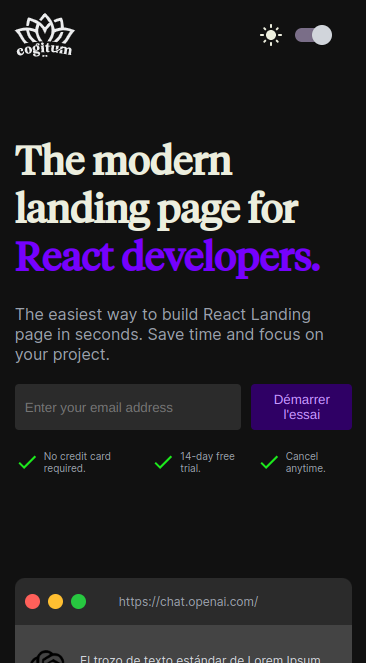 cogitum
The modern
landing page for
React developers.
The easiest way to build React Landing
page in seconds. Save time and focus on
your project.
Enter your email address
Démarrer
l'essai
No credit card
required.
14-day free
trial.
Cancel
anytime.
https://chat.openai.com/
El trozo de texto estándar de Lorem Ipsum